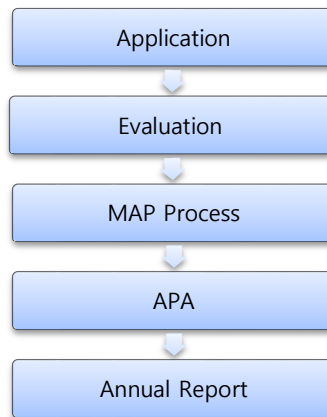 Application
Evaluation
MAP Process
APA
Annual Report